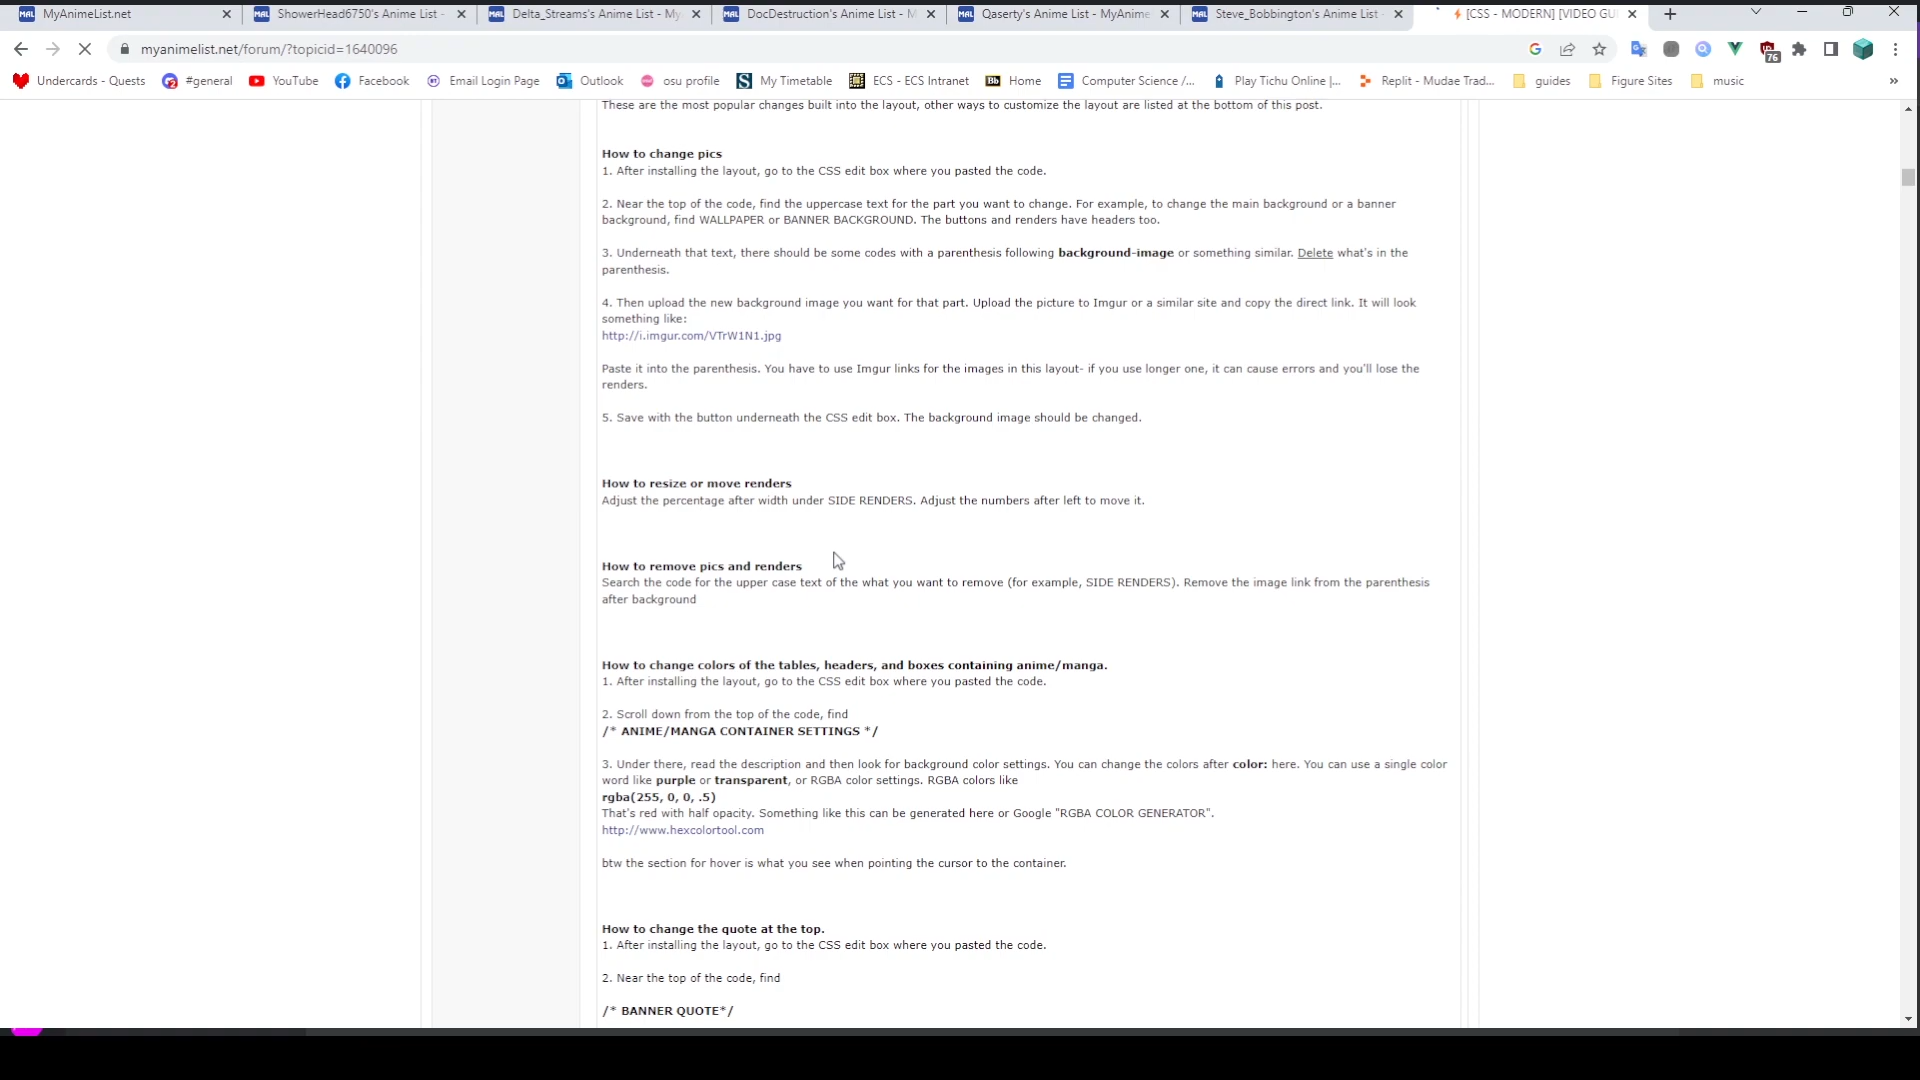 MyAnimeList.net
ShowerHead6750's Anime List -
Delta_Streams's Anime List - My
DocDestruction's Anime List - M
Qaserty's Anime List - MyAnime
Steve_Bobbington's Anime List -
[CSS - MODERN] [VIDEO GU
myanimelist.net/forum/?topicid=1640096
76
Undercards - Quests
#general
YouTube
Facebook
Email Login Page
Outlook
osu profile
My Timetable
ECS - ECS Intranet
Home
Computer Science /...
Play Tichu Online |...
Replit - Mudae Trad...
guides
Figure Sites
music
»
These are the most popular changes built into the layout, other ways to customize the layout are listed at the bottom of this post.
How to change pics
1. After installing the layout, go to the CSS edit box where you pasted the code.
2. Near the top of the code, find the uppercase text for the part you want to change. For example, to change the main background or a banner
background, find WALLPAPER or BANNER BACKGROUND. The buttons and renders have headers too.
3. Underneath that text, there should be some codes with a parenthesis following background-image or something similar. Delete what's in the
parenthesis.
4. Then upload the new background image you want for that part. Upload the picture to Imgur or a similar site and copy the direct link. It will look
something like:
http://i.imgur.com/VTrW1N1.jpg
Paste it into the parenthesis. You have to use Imgur links for the images in this layout- if you use longer one, it can cause errors and you'll lose the
renders.
5. Save with the button underneath the CSS edit box. The background image should be changed.
How to resize or move renders
Adjust the percentage after width under SIDE RENDERS. Adjust the numbers after left to move it.
How to remove pics and renders
Search the code for the upper case text of the what you want to remove (for example, SIDE RENDERS). Remove the image link from the parenthesis
after background
How to change colors of the tables, headers, and boxes containing anime/manga.
1. After installing the layout, go to the CSS edit box where you pasted the code.
2. Scroll down from the top of the code, find
/* ANIME/MANGA CONTAINER SETTINGS */
3. Under there, read the description and then look for background color settings. You can change the colors after color: here. You can use a single color
word like purple or transparent, or RGBA color settings. RGBA colors like
rgba(255, 0, 0, .5)
That's red with half opacity. Something like this can be generated here or Google "RGBA COLOR GENERATOR".
http://www.hexcolortool.com
btw the section for hover is what you see when pointing the cursor to the container.
How to change the quote at the top.
1. After installing the layout, go to the CSS edit box where you pasted the code.
2. Near the top of the code, find
/* BANNER QUOTE*/